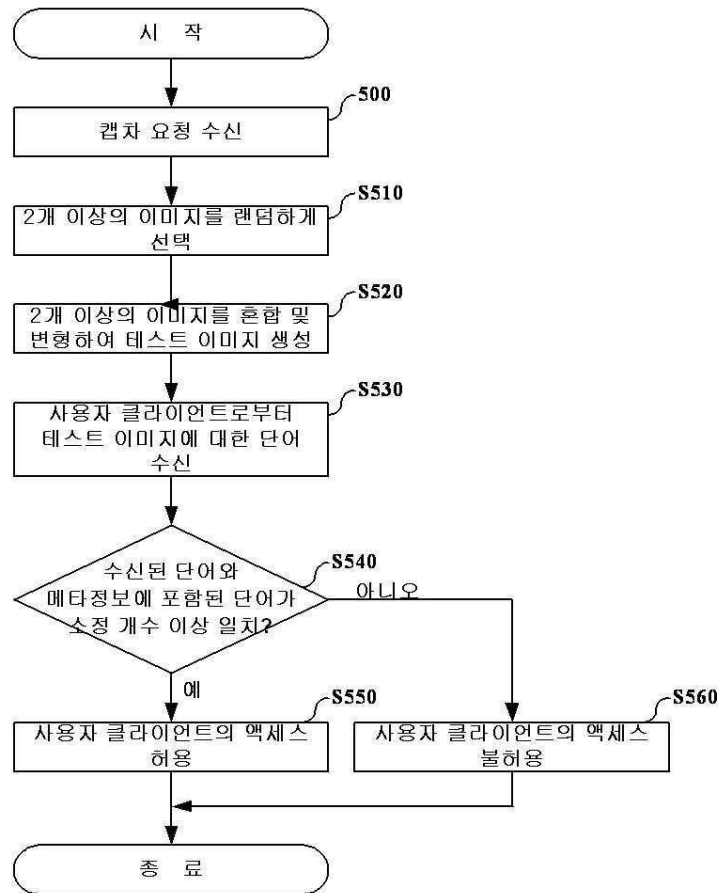 시 작
500
캡차 요청 수신
S510
2개 이상의 이미지를 랜덤하게
선택
S520
2개 이상의 이미지를 혼합 및
변형하여 테스트 이미지 생성
S530
사용자 클라이언트로부터
테스트 이미지에 대한 단어
수신
S540
수신된 단어와
메타정보에 포함된 단어가
소정 개수 이상 일치?
아니오
예
S550
사용자 클라이언트의 액세스
허용
S560
사용자 클라이언트의 액세스
불허용
종 료